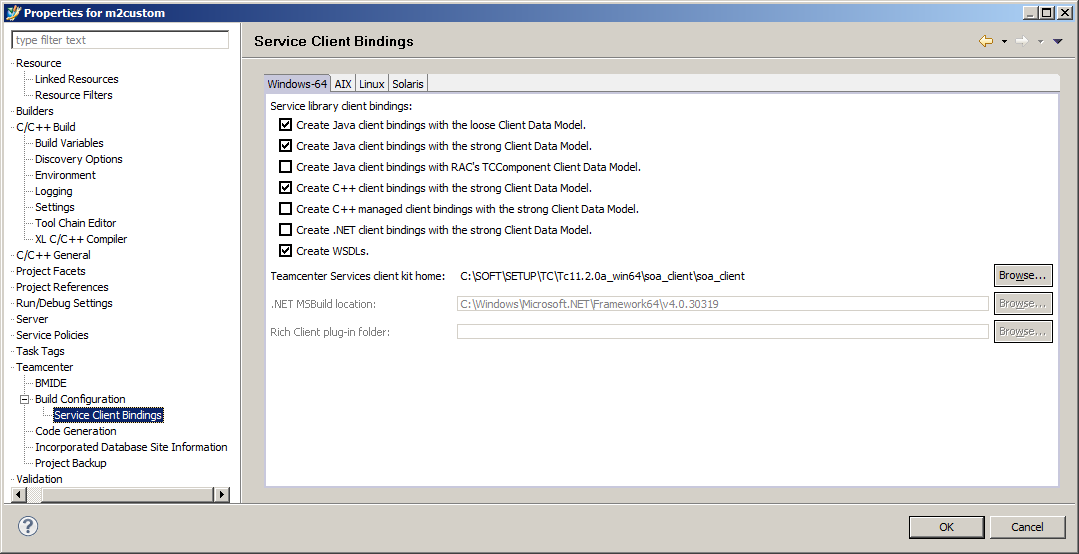 Properties for m2custom
type filter text
Resource
Linked Resources
Resource Filters
Builders
C/C++ Build
Build Variables
Discovery Options
Environment
Logging
Settings
Tool Chain Editor
XL C/C++ Compiler
C/C++ General
Project Facets
Project References
Run/Debug Settings
Server
Service Policies
Task Tags
Teamcenter
BMIDE
Build Configuration
Service Client Bindings
Code Generation
Incorporated Database Site Information
Project Backup
Validation
Service Client Bindings
Windows-64 AIX Linux Solaris
Service library client bindings:
Create Java client bindings with the loose Client Data Model.
Create Java client bindings with the strong Client Data Model.
Create Java client bindings with RAC's TCComponent Client Data Model.
Create C++ client bindings with the strong Client Data Model.
Create C++ managed client bindings with the strong Client Data Model.
Create .NET client bindings with the strong Client Data Model.
Create WSDLs.
Teamcenter Services client kit home: C:\SOFT\SETUP\TC\Tc11.2.0a_win64\soa_client\soa_client Browse...
.NET MSBuild location: C:\Windows\Microsoft.NET\Framework64\v4.0.30319 Browse...
Rich Client plug-in folder: Browse...
? OK Cancel